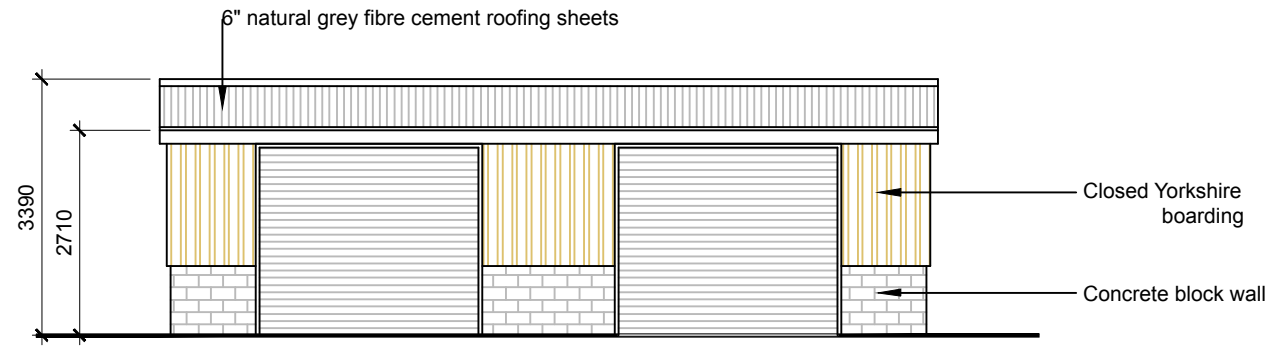 6" natural grey fibre cement roofing sheets
3390
2710
Closed Yorkshire
boarding
Concrete block wall